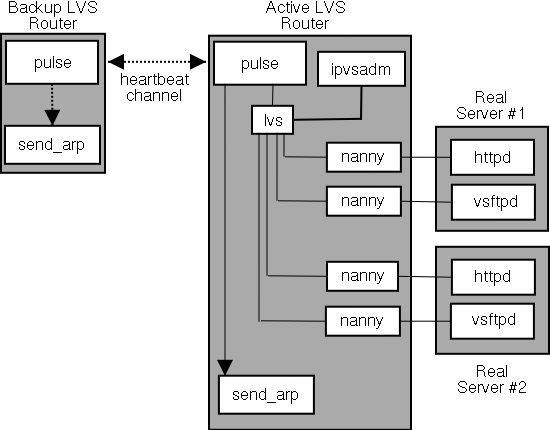 Backup LVS
Router
pulse
send_arp
heartbeat
channel
Active LVS
Router
pulse
ipvsadm
lvs
nanny
nanny
nanny
nanny
send_arp
Real
Server #1
httpd
vsftpd
httpd
vsftpd
Real
Server #2